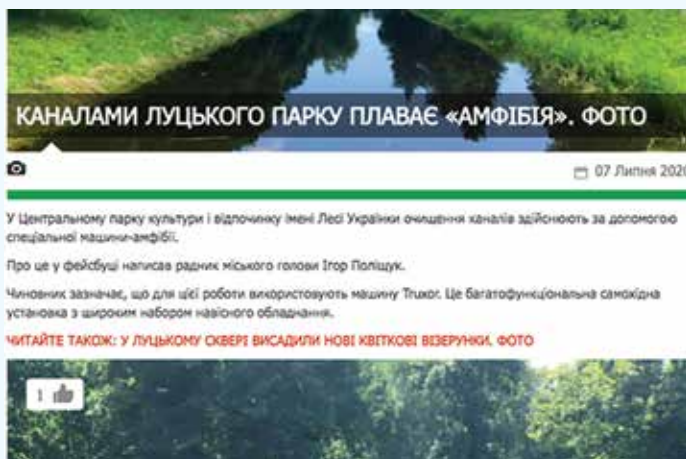 КАНАЛАМИ ЛУЦЬКОГО ПАРКУ ПЛАВАЄ «АМФІБІЯ». ФОТО
07 Липня 2020
У Центральному парку культури і відпочинку імені Лесі Українки очищення каналів здійснюють за допомогою
спеціальної машини-амфібії.
Про це у фейсбуці написав радник міського голови Ігор Поліщук.
Чиновник зазначає, що для цієї роботи використовують машину Truxor. Це багатофункціональна самохідна
установка з широким набором навісного обладнання.
ЧИТАЙТЕ ТАКОЖ: У ЛУЦЬКОМУ СКВЕРІ ВИСАДИЛИ НОВІ КВІТКОВІ ВІЗЕРУНКИ. ФОТО
1